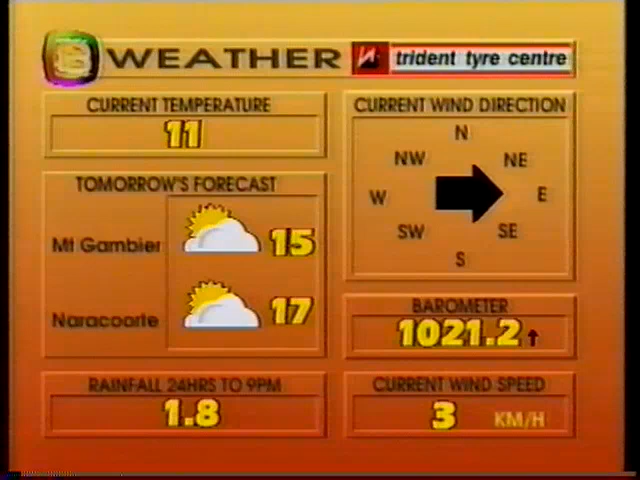 8 WEATHER trident tyre centre
CURRENT TEMPERATURE
11
TOMORROW'S FORECAST
Mt Gambier 15
Naracoorte 17
RAINFALL 24HRS TO 9PM
1.8
CURRENT WIND DIRECTION
N
NW NE
W E
SW SE
S
BAROMETER
1021.2 ↑
CURRENT WIND SPEED
3 KM/H